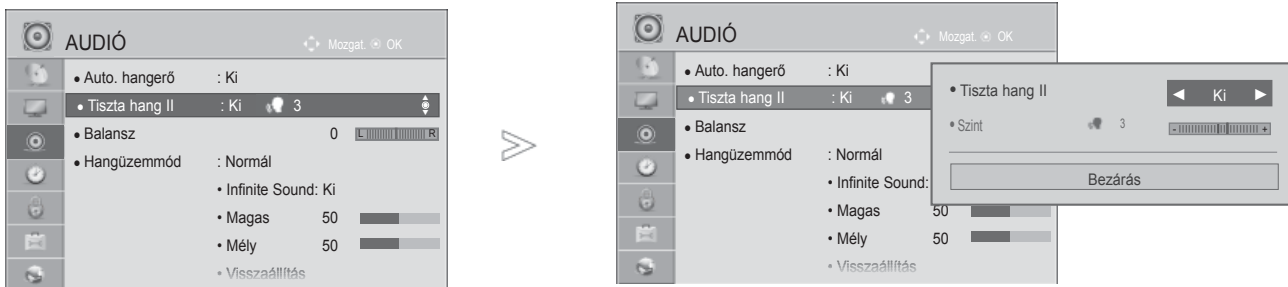 AUDIÓ
Mozgat. OK
• Auto. hangerő : Ki
• Tiszta hang II : Ki 3
• Balansz 0 L R
• Hangüzemmód : Normál
• Infinite Sound: Ki
• Magas 50
• Mély 50
• Visszaállítás
AUDIÓ
Mozgat. OK
• Auto. hangerő : Ki
• Tiszta hang II : Ki 3
• Balansz
• Hangüzemmód : Normál
• Infinite Sound:
• Magas 50
• Mély 50
• Visszaállítás
• Tiszta hang II ◄ Ki ►
• Szint 3 - +
Bezárás